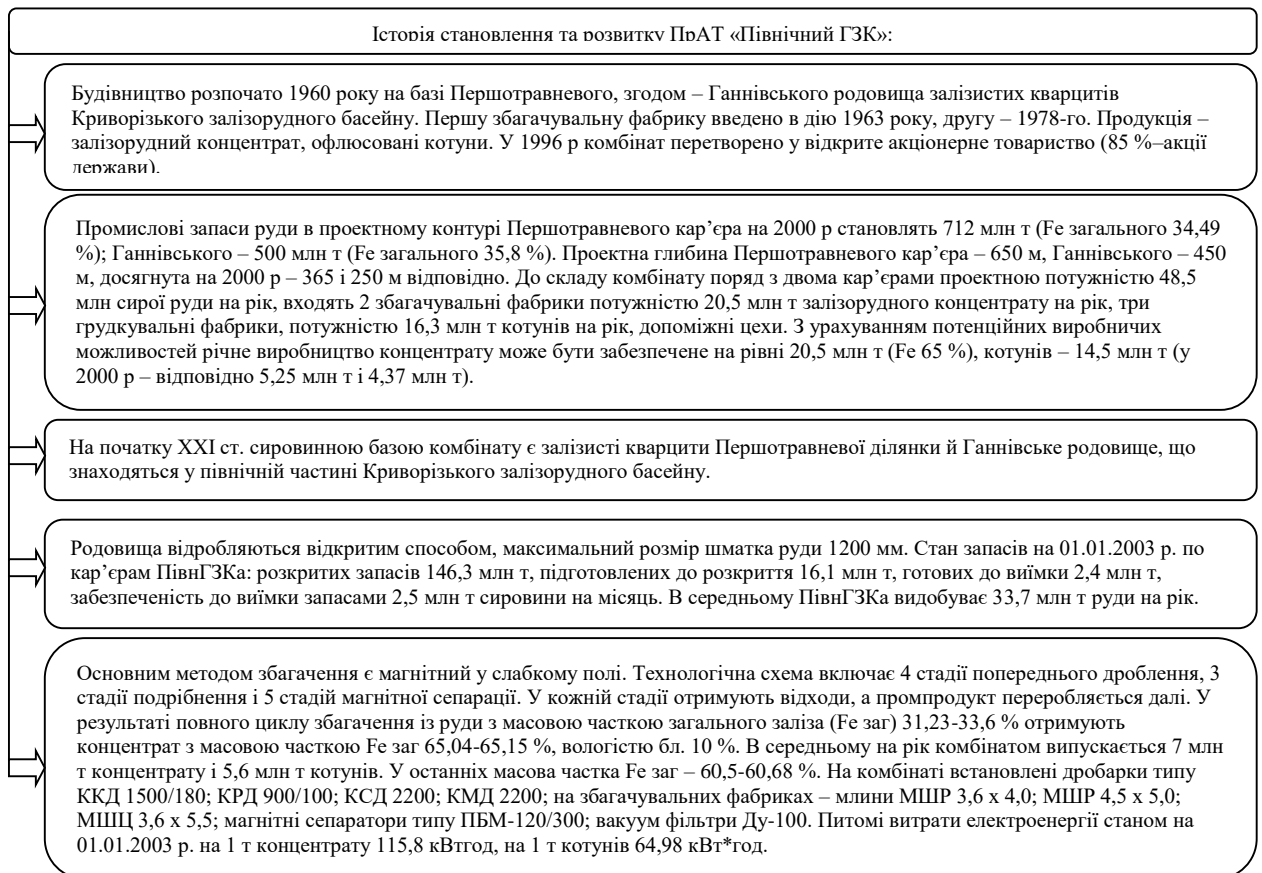 Історія становлення та розвитку ПрАТ «Північний ГЗК»:
Будівництво розпочато 1960 року на базі Першотравневого, згодом – Ганнівського родовища залізистих кварцитів
Криворізького залізорудного басейну. Першу збагачувальну фабрику введено в дію 1963 року, другу – 1978-го. Продукція –
залізорудний концентрат, офлюсовані котуни. У 1996 р комбінат перетворено у відкрите акціонерне товариство (85 %–акції
держави).
Промислові запаси руди в проектному контурі Першотравневого кар’єра на 2000 р становлять 712 млн т (Fe загального 34,49
%); Ганнівського – 500 млн т (Fe загального 35,8 %). Проектна глибина Першотравневого кар’єра – 650 м, Ганнівського – 450
м, досягнута на 2000 р – 365 і 250 м відповідно. До складу комбінату поряд з двома кар’єрами проектною потужністю 48,5
млн сирої руди на рік, входять 2 збагачувальні фабрики потужністю 20,5 млн т залізорудного концентрату на рік, три
грудкувальні фабрики, потужністю 16,3 млн т котунів на рік, допоміжні цехи. З урахуванням потенційних виробничих
можливостей річне виробництво концентрату може бути забезпечене на рівні 20,5 млн т (Fe 65 %), котунів – 14,5 млн т (у
2000 р – відповідно 5,25 млн т і 4,37 млн т).
На початку XXI ст. сировинною базою комбінату є залізисті кварцити Першотравневої ділянки й Ганнівське родовище, що
знаходяться у північній частині Криворізького залізорудного басейну.
Родовища відробляються відкритим способом, максимальний розмір шматка руди 1200 мм. Стан запасів на 01.01.2003 р. по
кар’єрам ПівнГЗКа: розкритих запасів 146,3 млн т, підготовлених до розкриття 16,1 млн т, готових до виїмки 2,4 млн т,
забезпеченість до виїмки запасами 2,5 млн т сировини на місяць. В середньому ПівнГЗКа видобуває 33,7 млн т руди на рік.
Основним методом збагачення є магнітний у слабкому полі. Технологічна схема включає 4 стадії попереднього дроблення, 3
стадії подрібнення і 5 стадій магнітної сепарації. У кожній стадії отримують відходи, а промпродукт переробляється далі. У
результаті повного циклу збагачення із руди з масовою часткою загального заліза (Fe заг) 31,23-33,6 % отримують
концентрат з масовою часткою Fe заг 65,04-65,15 %, вологістю бл. 10 %. В середньому на рік комбінатом випускається 7 млн
т концентрату і 5,6 млн т котунів. У останніх масова частка Fe заг – 60,5-60,68 %. На комбінаті встановлені дробарки типу
ККД 1500/180; КРД 900/100; КСД 2200; КМД 2200; на збагачувальних фабриках – млини МШР 3,6 х 4,0; МШР 4,5 х 5,0;
МШЦ 3,6 х 5,5; магнітні сепаратори типу ПБМ-120/300; вакуум фільтри Ду-100. Питомі витрати електроенергії станом на
01.01.2003 р. на 1 т концентрату 115,8 кВтгод, на 1 т котунів 64,98 кВт*год.